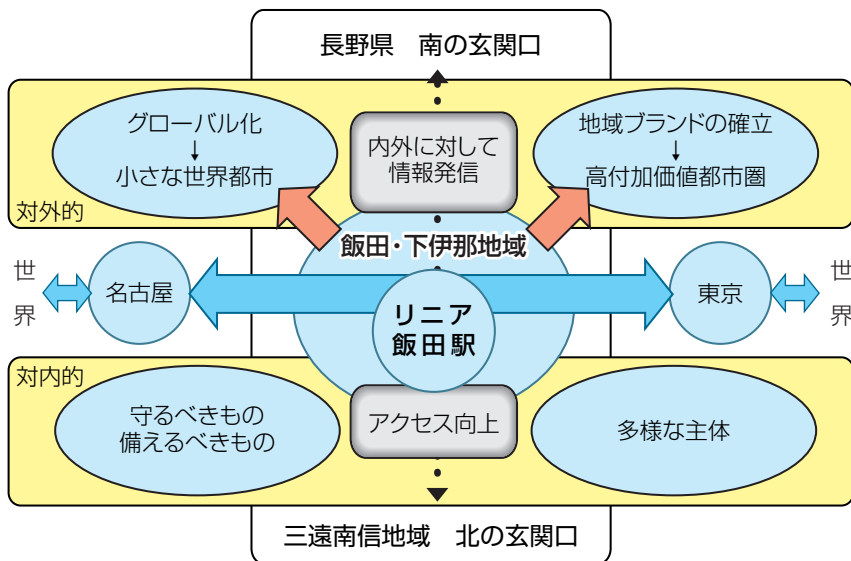 長野県　南の玄関口
グローバル化
↓
小さな世界都市
内外に対して
情報発信
地域ブランドの確立
↓
高付加価値都市圏
対外的
飯田・下伊那地域
世界
名古屋
リニア
飯田駅
東京
世界
対内的
守るべきもの
備えるべきもの
アクセス向上
多様な主体
三遠南信地域　北の玄関口